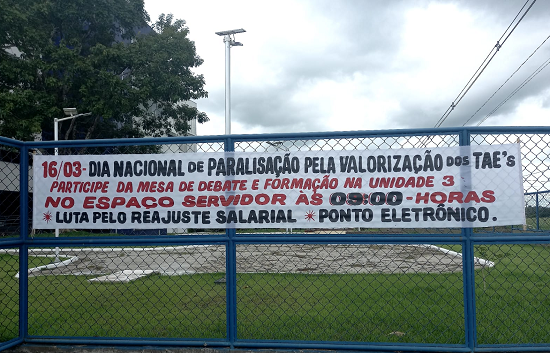 16/03- DIA NACIONAL DE PARALISAÇÃO PELA VALORIZAÇÃO DOS TAE's
PARTICIPE DA MESA DE DEBATE E FORMAÇÃO NA UNIDADE 3
NO ESPAÇO SERVIDOR ÀS 09:00-HORAS
*LUTA PELO REAJUSTE SALARIAL * PONTO ELETRÔNICO.